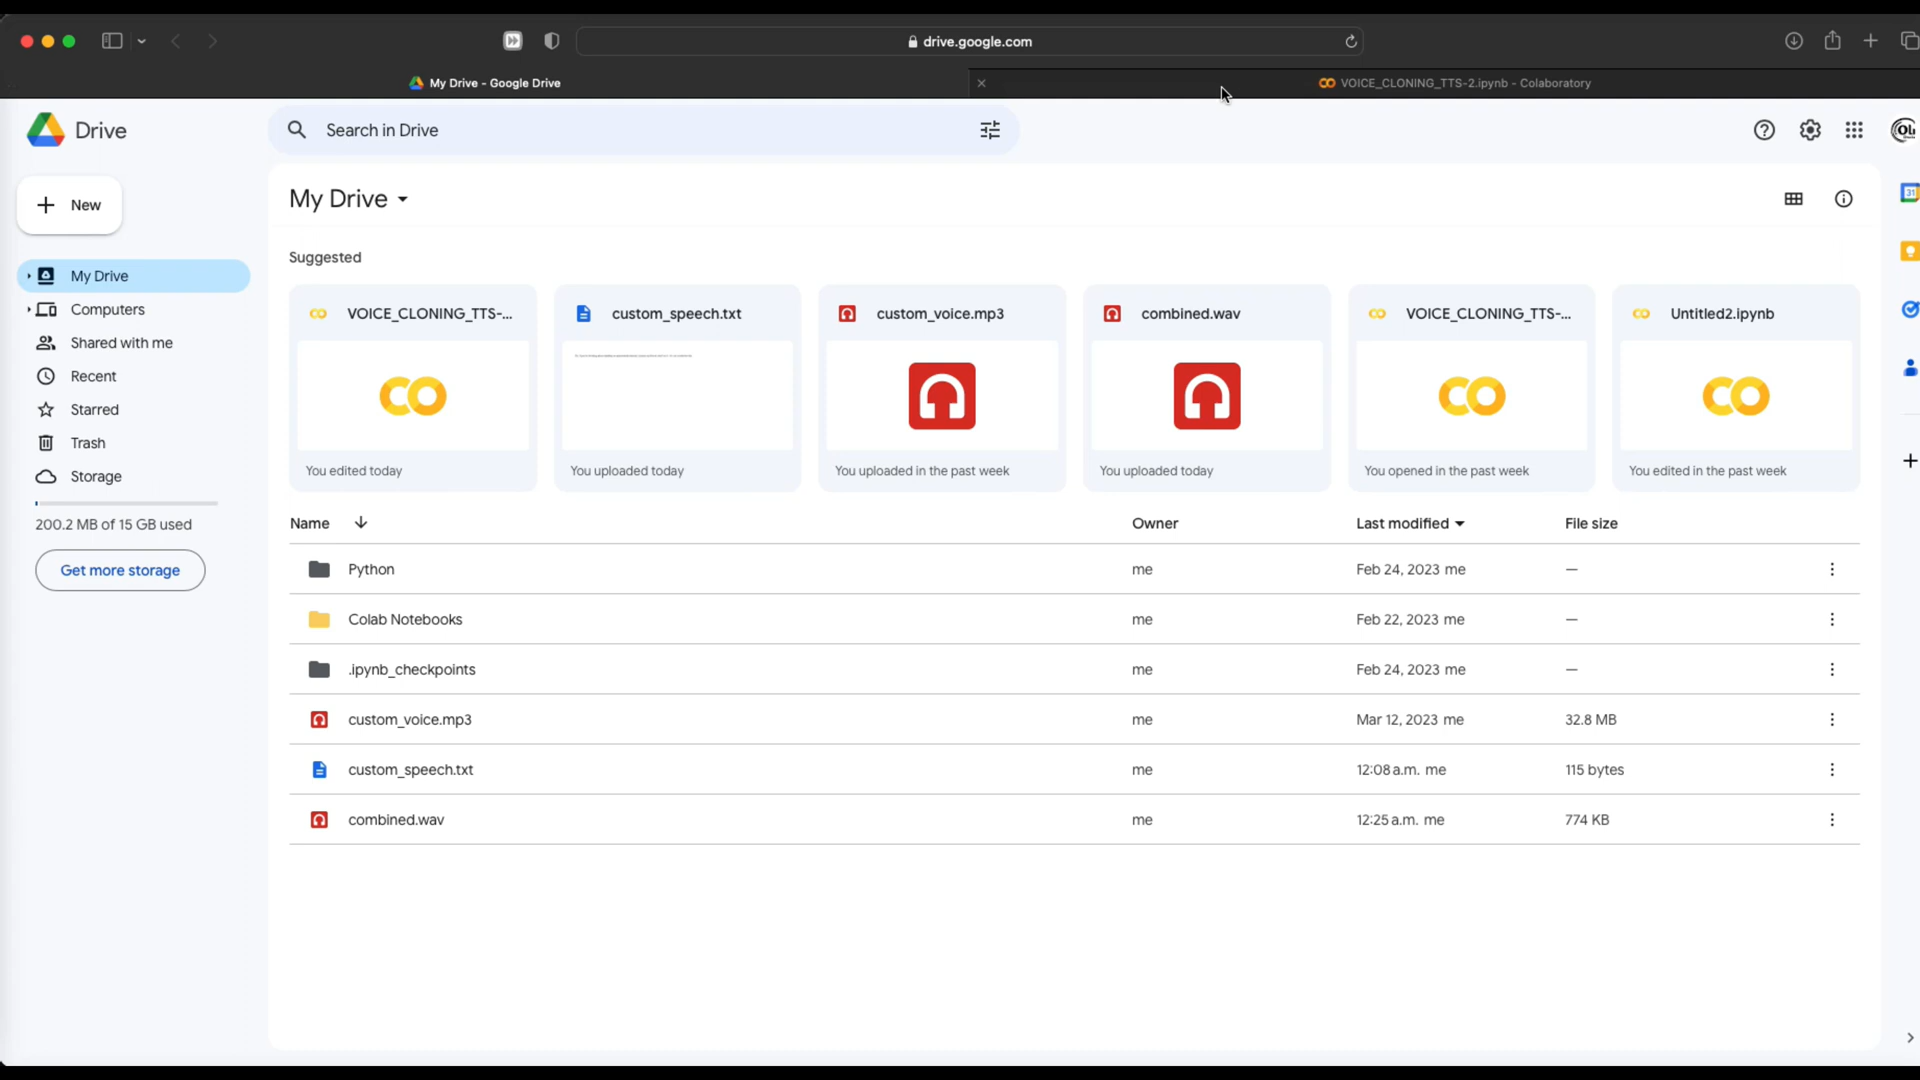 drive.google.com
My Drive - Google Drive
VOICE_CLONING_TTS-2.ipynb - Colaboratory
Drive
Search in Drive
New
My Drive
Computers
Shared with me
Recent
Starred
Trash
Storage
200.2 MB of 15 GB used
Get more storage
My Drive
Suggested
VOICE_CLONING_TTS-...
You edited today
custom_speech.txt
You uploaded today
custom_voice.mp3
You uploaded in the past week
combined.wav
You uploaded today
VOICE_CLONING_TTS-...
You opened in the past week
Untitled2.ipynb
You edited in the past week
Name Owner Last modified File size
Python me Feb 24, 2023 me —
Colab Notebooks me Feb 22, 2023 me —
.ipynb_checkpoints me Feb 24, 2023 me —
custom_voice.mp3 me Mar 12, 2023 me 32.8 MB
custom_speech.txt me 12:08 a.m. me 115 bytes
combined.wav me 12:25 a.m. me 774 KB
31